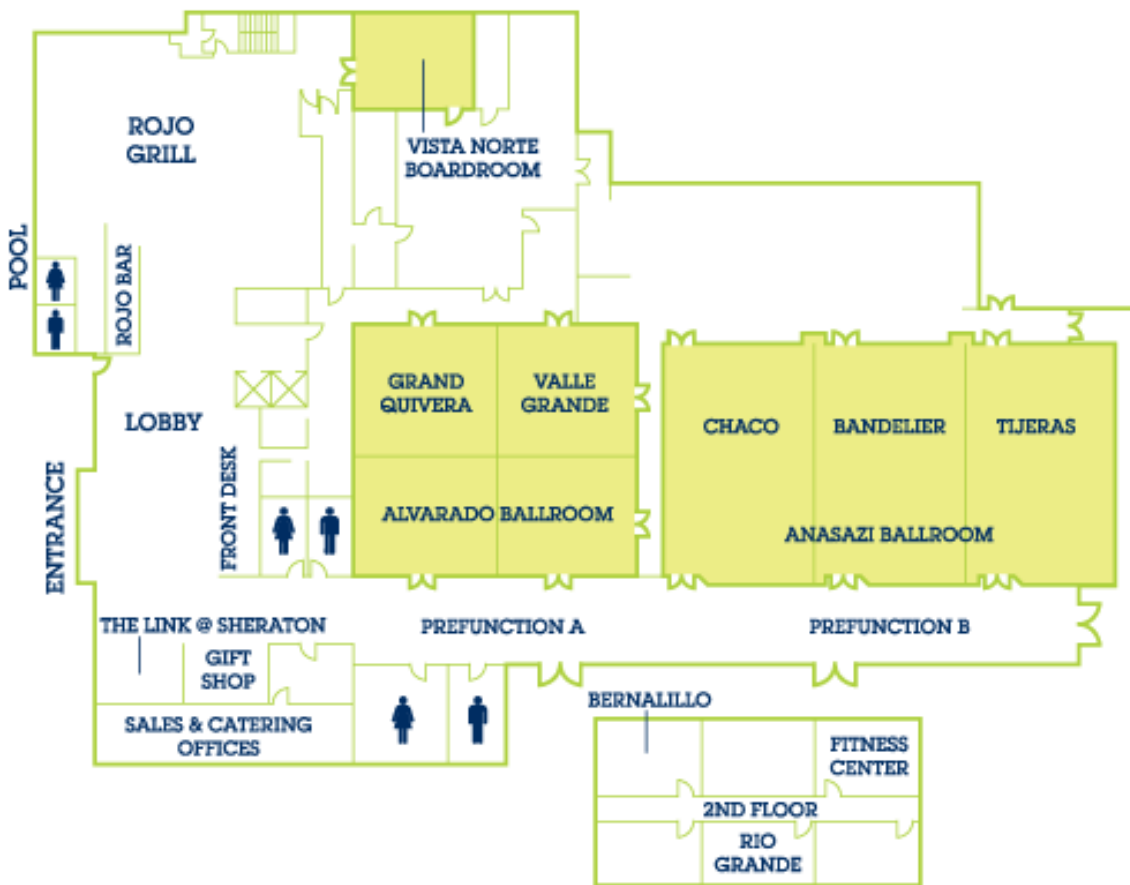 ROJO
GRILL
VISTA NORTE
BOARDROOM
POOL
ROJO BAR
GRAND
QUIVERA
VALLE
GRANDE
LOBBY
CHACO
BANDELIER
TIJERAS
ENTRANCE
FRONT DESK
ALVARADO BALLROOM
ANASAZI BALLROOM
THE LINK @ SHERATON
PREFUNCTION A
PREFUNCTION B
GIFT
SHOP
SALES & CATERING
OFFICES
BERNALILLO
FITNESS
CENTER
2ND FLOOR
RIO
GRANDE